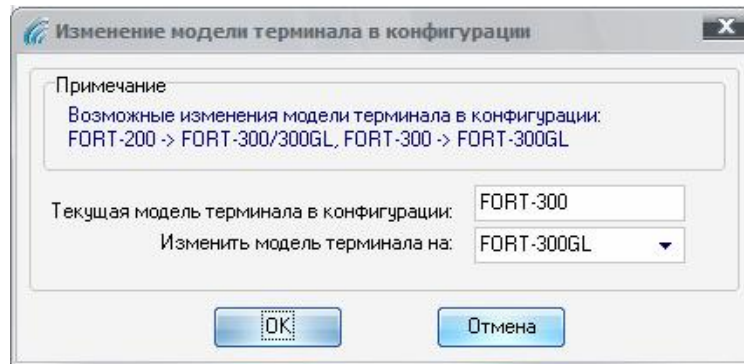 Изменение модели терминала в конфигурации
Примечание
Возможные изменения модели терминала в конфигурации:
FORT-200 -> FORT-300/300GL, FORT-300 -> FORT-300GL
Текущая модель терминала в конфигурации: FORT-300
Изменить модель терминала на: FORT-300GL
OK Отмена